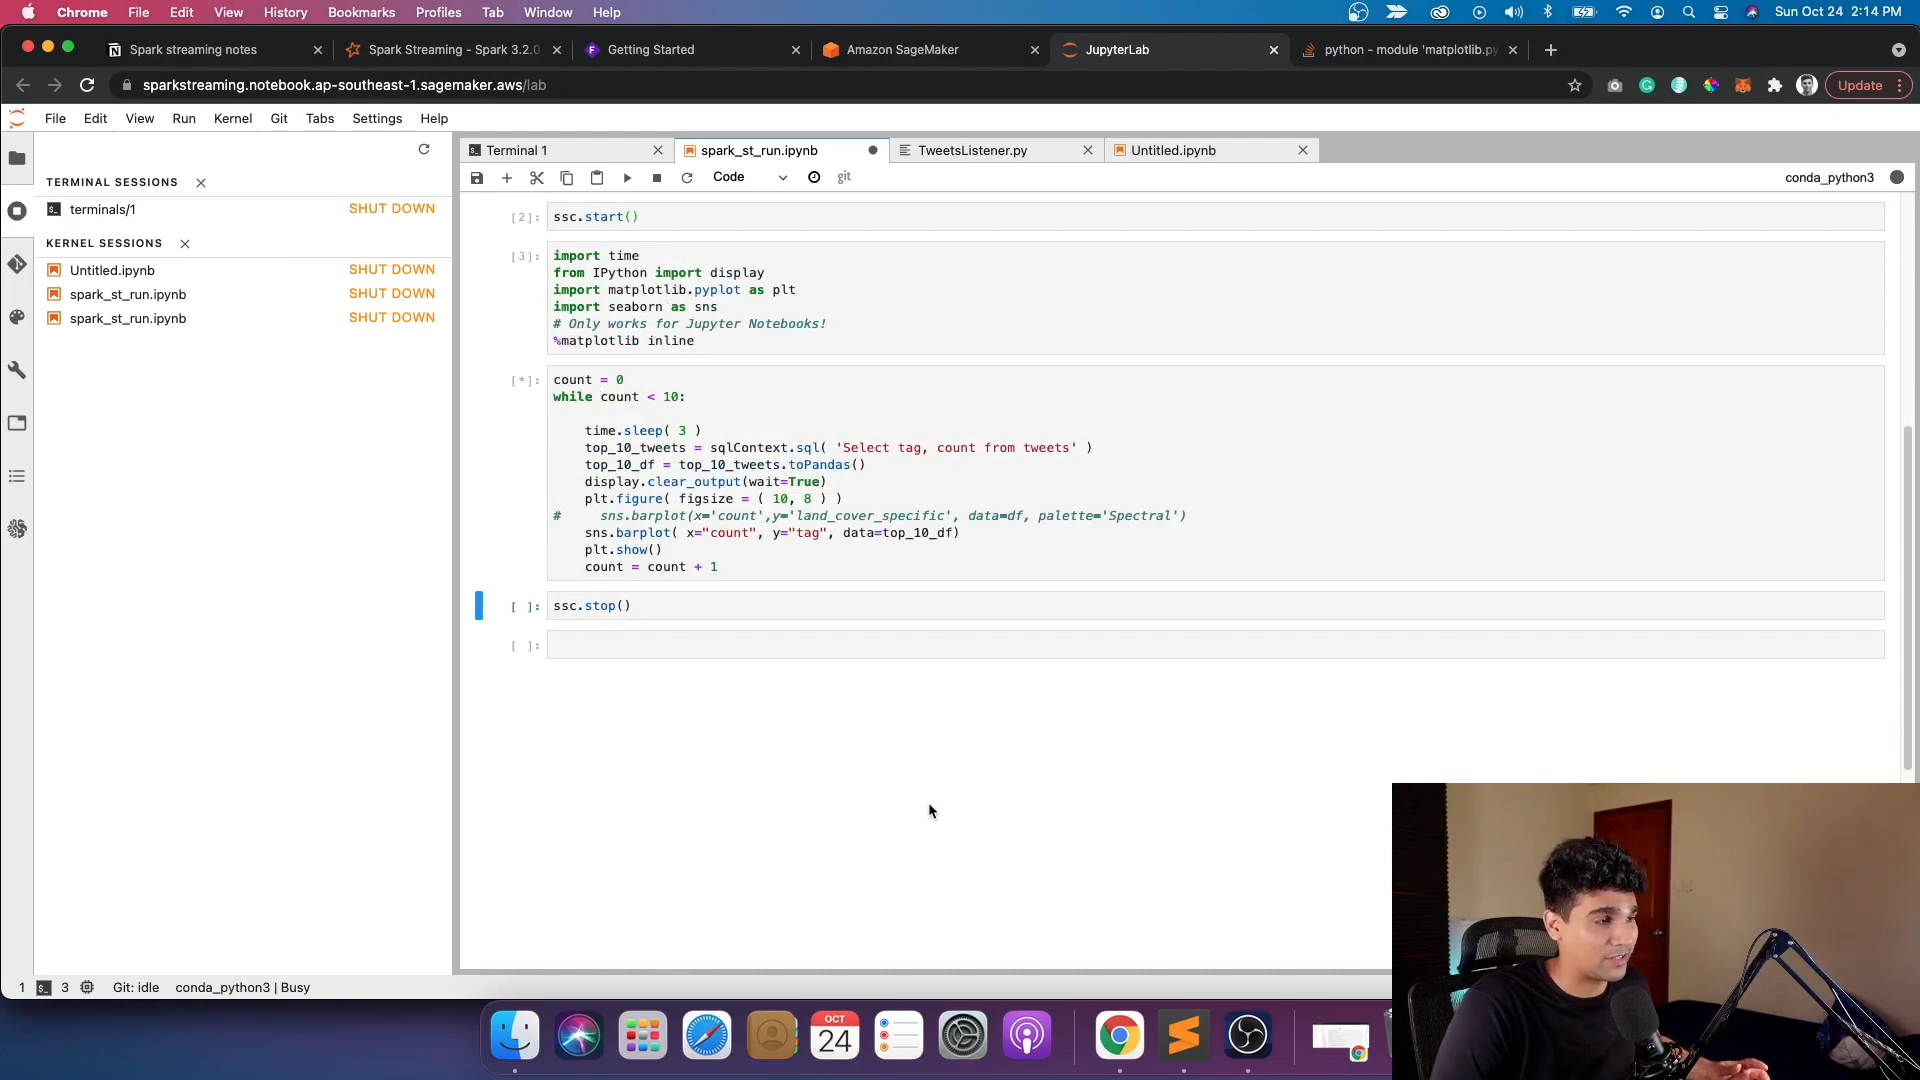 Chrome File Edit View History Bookmarks Profiles Tab Window Help Sun Oct 24 2:14 PM
Spark streaming notes Spark Streaming - Spark 3.2.0 Getting Started Amazon SageMaker JupyterLab python - module 'matplotlib.py
sparkstreaming.notebook.ap-southeast-1.sagemaker.aws/lab Update
File Edit View Run Kernel Git Tabs Settings Help
Terminal 1 spark_st_run.ipynb TweetsListener.py Untitled.ipynb
Code git conda_python3
TERMINAL SESSIONS
terminals/1 SHUT DOWN
KERNEL SESSIONS
Untitled.ipynb SHUT DOWN
spark_st_run.ipynb SHUT DOWN
spark_st_run.ipynb SHUT DOWN
[2]: ssc.start()
[3]: import time
from IPython import display
import matplotlib.pyplot as plt
import seaborn as sns
# Only works for Jupyter Notebooks!
%matplotlib inline
[*]: count = 0
while count < 10:
time.sleep( 3 )
top_10_tweets = sqlContext.sql( 'Select tag, count from tweets' )
top_10_df = top_10_tweets.toPandas()
display.clear_output(wait=True)
plt.figure( figsize = ( 10, 8 ) )
# sns.barplot(x='count',y='land_cover_specific', data=df, palette='Spectral')
sns.barplot( x="count", y="tag", data=top_10_df)
plt.show()
count = count + 1
[ ]: ssc.stop()
[ ]:
1 3 Git: idle conda_python3 | Busy
OCT
24